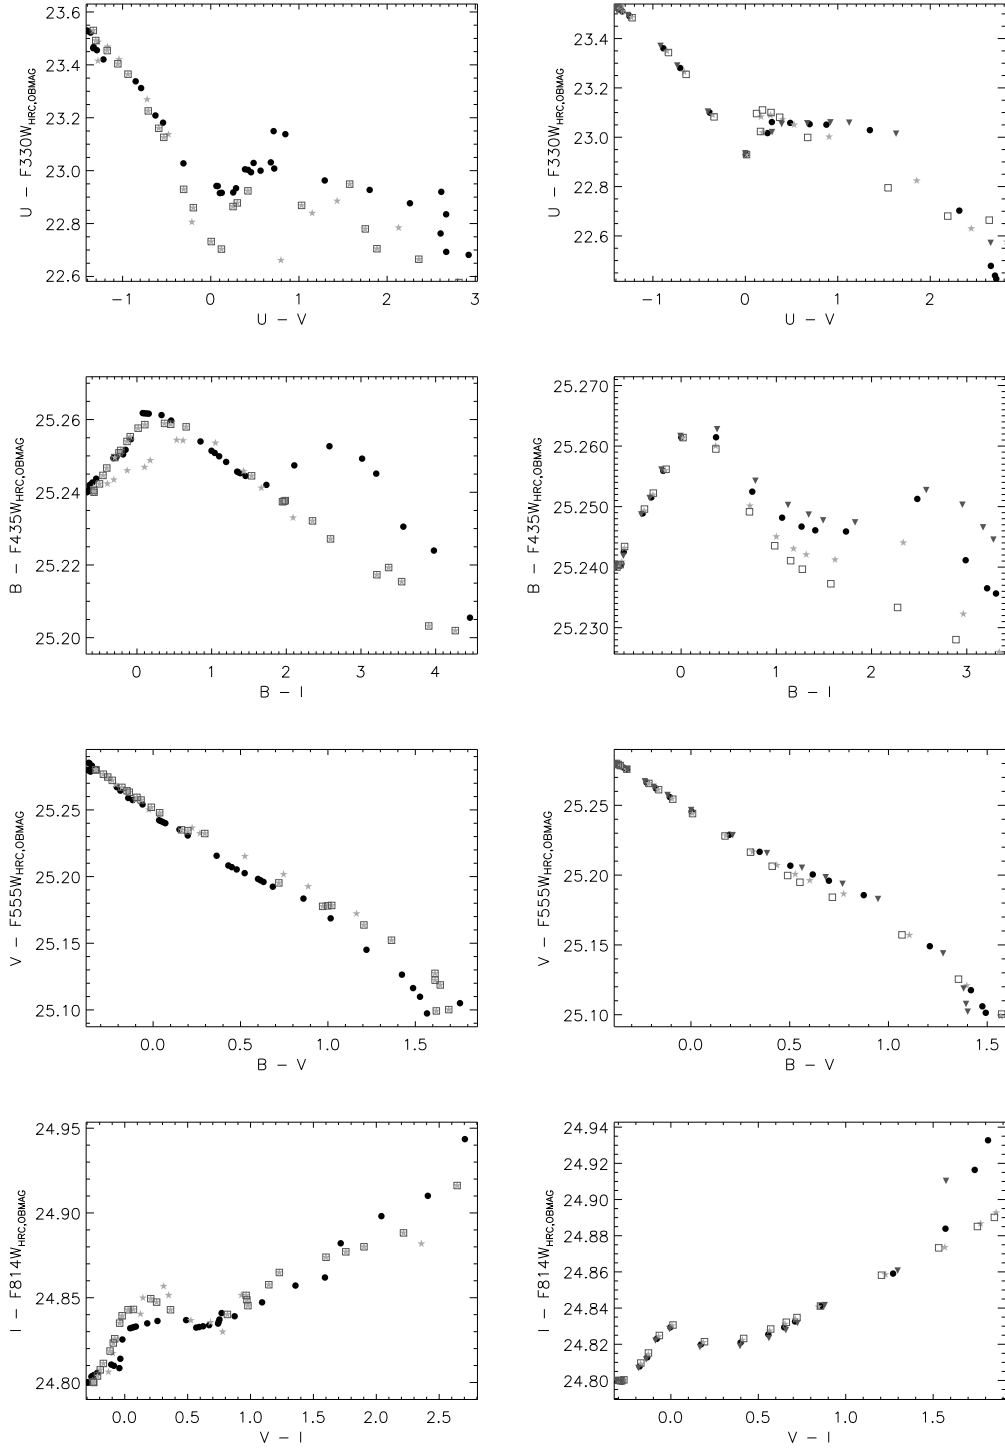 23.6
23.4
23.2
23.0
22.8
22.6
U − F330W_HRC,OBMAG
−1 0 1 2 3
U − V
23.4
23.2
23.0
22.8
22.6
U − F330W_HRC,OBMAG
−1 0 1 2
U − V
25.26
25.24
25.22
25.20
B − F435W_HRC,OBMAG
0 1 2 3 4
B − I
25.270
25.260
25.250
25.240
25.230
B − F435W_HRC,OBMAG
0 1 2 3
B − I
25.25
25.20
25.15
25.10
V − F555W_HRC,OBMAG
0.0 0.5 1.0 1.5
B − V
25.25
25.20
25.15
25.10
V − F555W_HRC,OBMAG
0.0 0.5 1.0 1.5
B − V
24.95
24.90
24.85
24.80
I − F814W_HRC,OBMAG
0.0 0.5 1.0 1.5 2.0 2.5
V − I
24.94
24.92
24.90
24.88
24.86
24.84
24.82
24.80
I − F814W_HRC,OBMAG
0.0 0.5 1.0 1.5
V − I